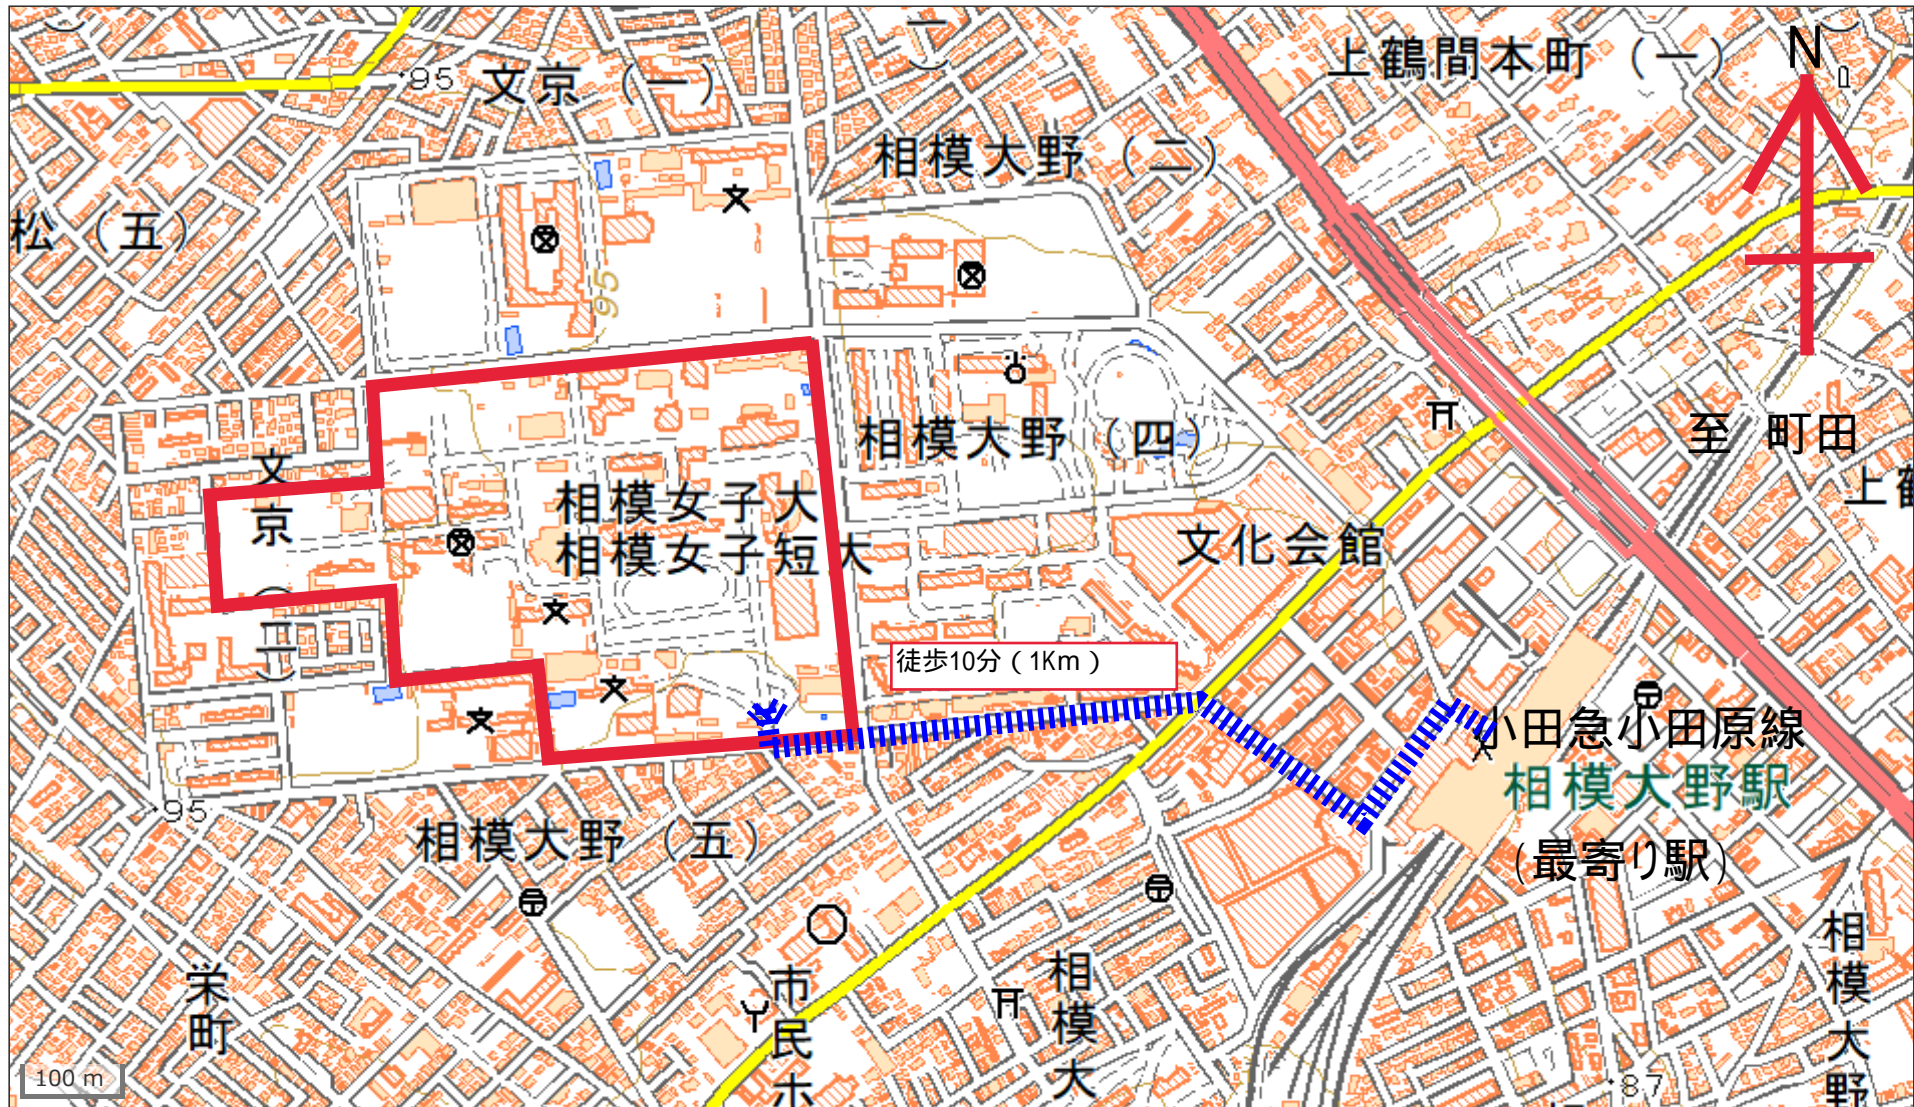 上鶴間本町（一）
N
・95
文京（一）
相模大野（二）
松（五）
95
至 町田
相模大野（四）
文京（二）
相模女子大
相模女子短大
文化会館
徒歩10分（1Km）
小田急小田原線
相模大野駅
（最寄り駅）
・95
相模大野（五）
栄町
市民ホ
相模大
相模大野
100 m
・87